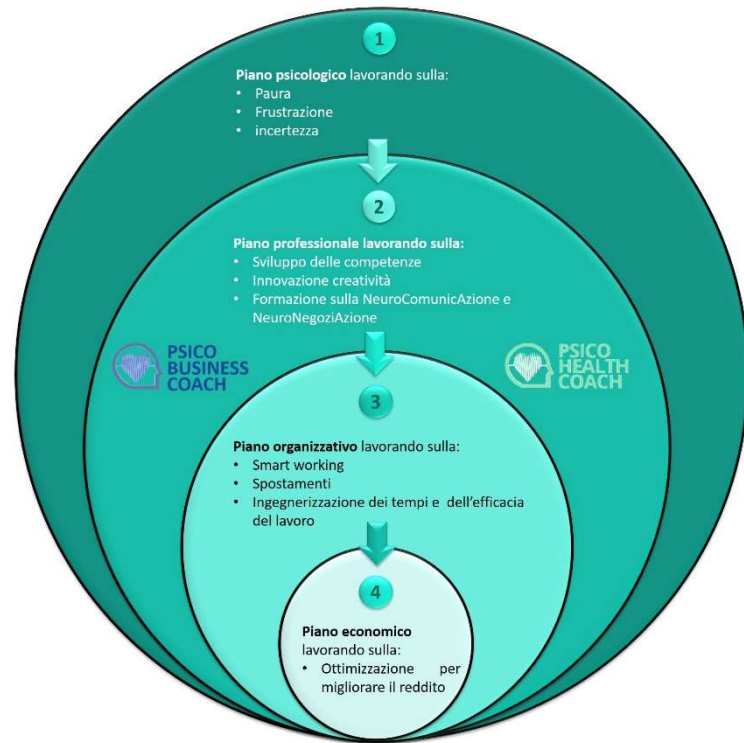 1
Piano psicologico lavorando sulla:
• Paura
• Frustrazione
• incertezza
2
Piano professionale lavorando sulla:
• Sviluppo delle competenze
• Innovazione creatività
• Formazione sulla NeuroComunicAzione e
NeuroNegoziAzione
PSICO
BUSINESS
COACH
PSICO
HEALTH
COACH
3
Piano organizzativo lavorando sulla:
• Smart working
• Spostamenti
• Ingegnerizzazione dei tempi e dell'efficacia
del lavoro
4
Piano economico
lavorando sulla:
• Ottimizzazione per
migliorare il reddito